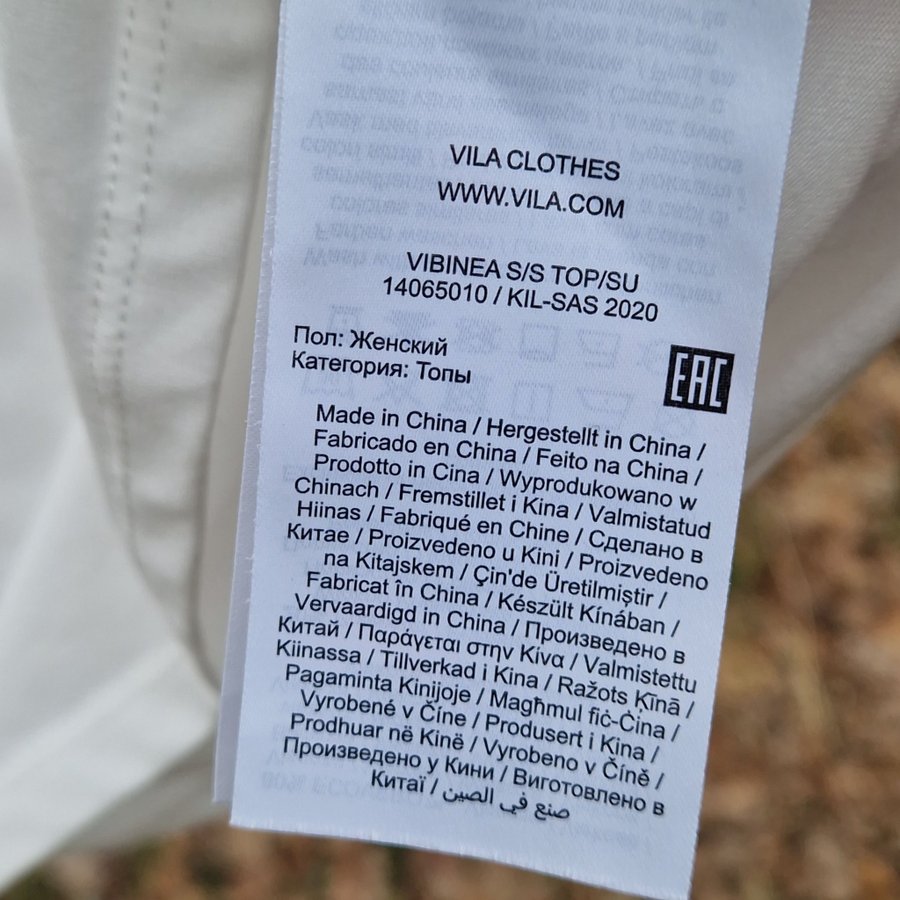 VILA CLOTHES
WWW.VILA.COM
VIBINEA S/S TOP/SU
14065010 / KIL-SAS 2020
Пол: Женский
Категория: Топы
EAC
Made in China / Hergestellt in China /
Fabricado en China / Feito na China /
Prodotto in Cina / Wyprodukowano w
Chinach / Fremstillet i Kina / Valmistatud
Hiinas / Fabriqué en Chine / Сделано в
Китае / Proizvedeno u Kini / Proizvedeno
na Kitajskem / Çin'de Üretilmiştir /
Fabricat în China / Készült Kínában /
Vervaardigd in China / Произведено в
Китай / Παράγεται στην Κίνα / Valmistettu
Kiinassa / Tillverkad i Kina / Ražots Ķīnā /
Pagaminta Kinijoje / Magħmul fiċ-Ċina /
Vyrobené v Číne / Produsert i Kina /
Prodhuar në Kinë / Vyrobeno v Číně /
Произведено у Кини / Виготовлено в
Китаї / صنع في الصين